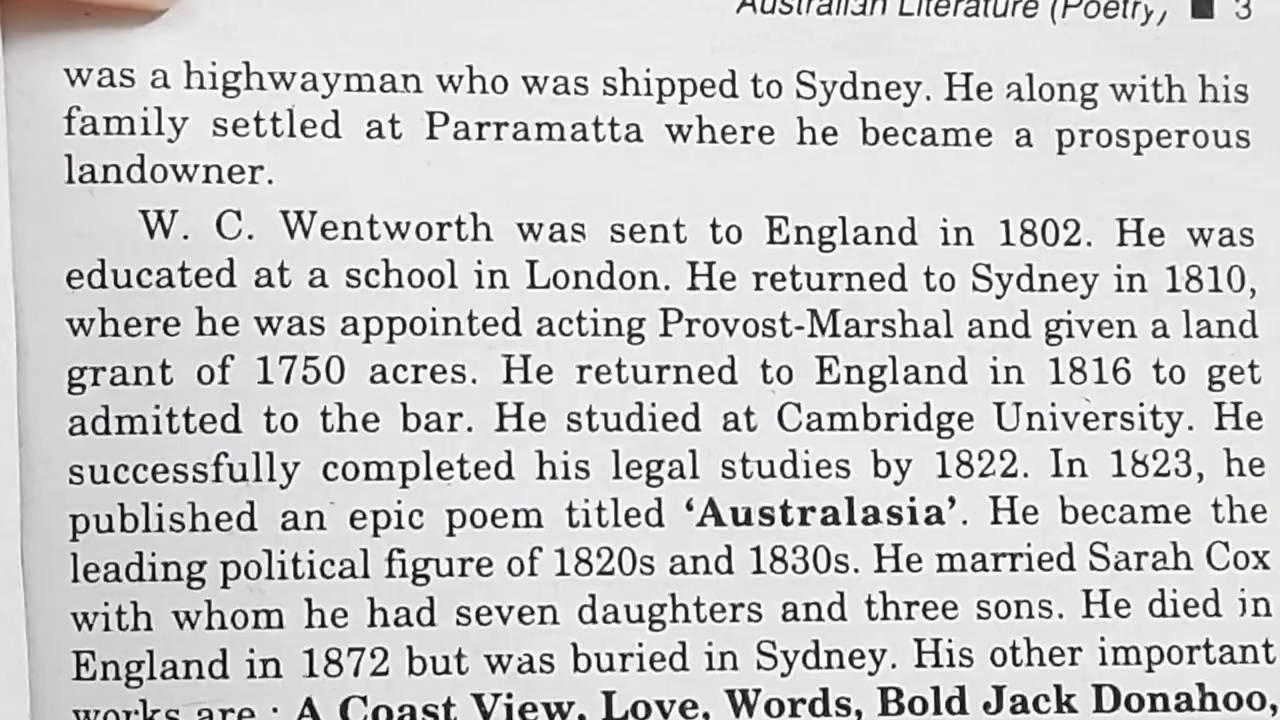 Australian Literature (Poetry) ■ 3
was a highwayman who was shipped to Sydney. He along with his
family settled at Parramatta where he became a prosperous
landowner.
W. C. Wentworth was sent to England in 1802. He was
educated at a school in London. He returned to Sydney in 1810,
where he was appointed acting Provost-Marshal and given a land
grant of 1750 acres. He returned to England in 1816 to get
admitted to the bar. He studied at Cambridge University. He
successfully completed his legal studies by 1822. In 1823, he
published an epic poem titled ‘Australasia’. He became the
leading political figure of 1820s and 1830s. He married Sarah Cox
with whom he had seven daughters and three sons. He died in
England in 1872 but was buried in Sydney. His other important
works are : A Coast View, Love, Words, Bold Jack Donahoo,